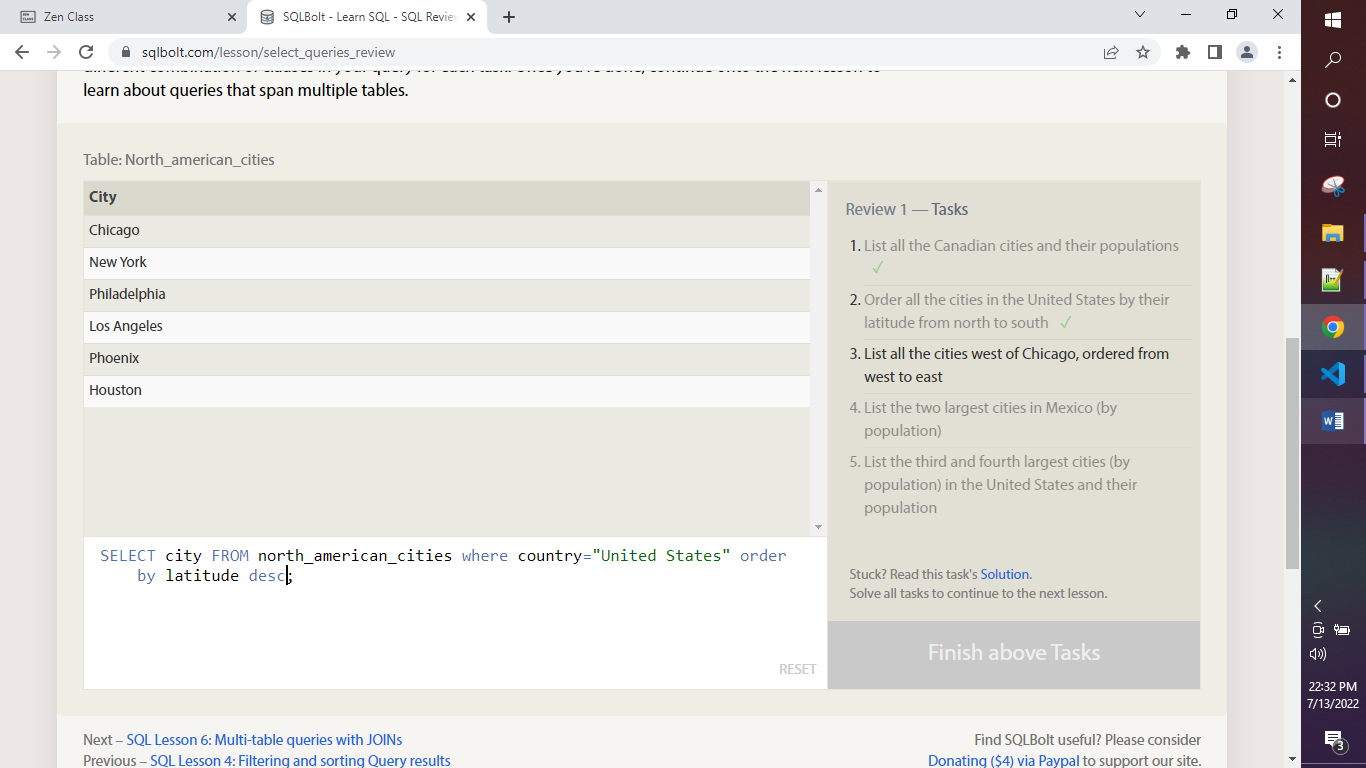 Zen Class
SQLBolt - Learn SQL - SQL Review
sqlbolt.com/lesson/select_queries_review
learn about queries that span multiple tables.
Table: North_american_cities
City
Chicago
New York
Philadelphia
Los Angeles
Phoenix
Houston
SELECT city FROM north_american_cities where country="United States" order
by latitude desc;
RESET
Review 1 — Tasks
1. List all the Canadian cities and their populations
✓
2. Order all the cities in the United States by their
latitude from north to south ✓
3. List all the cities west of Chicago, ordered from
west to east
4. List the two largest cities in Mexico (by
population)
5. List the third and fourth largest cities (by
population) in the United States and their
population
Stuck? Read this task's Solution.
Solve all tasks to continue to the next lesson.
Finish above Tasks
Next – SQL Lesson 6: Multi-table queries with JOINs
Previous – SQL Lesson 4: Filtering and sorting Query results
Find SQLBolt useful? Please consider
Donating ($4) via Paypal to support our site.
22:32 PM
7/13/2022
3